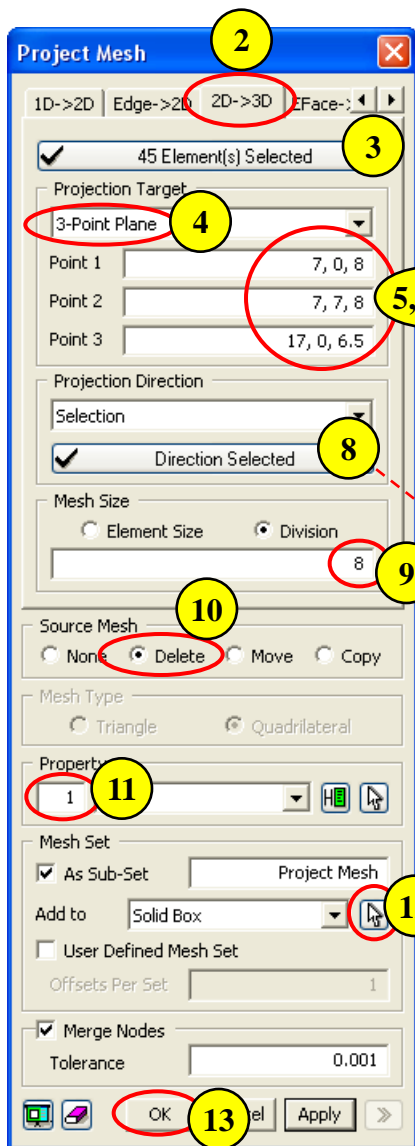 2
Project Mesh
1D->2D Edge->2D 2D->3D
45 Element(s) Selected 3
Projection Target
3-Point Plane 4
Point 1 7, 0, 8
Point 2 7, 7, 8 5,
Point 3 17, 0, 6.5
Projection Direction
Selection
Direction Selected 8
Mesh Size
Element Size Division
8 9
10
Source Mesh
None Delete Move Copy
Mesh Type
Triangle Quadrilateral
Property
1 11
Mesh Set
As Sub-Set Project Mesh
Add to Solid Box 1
User Defined Mesh Set
Offsets Per Set 1
Merge Nodes
Tolerance 0.001
OK 13 Apply >>